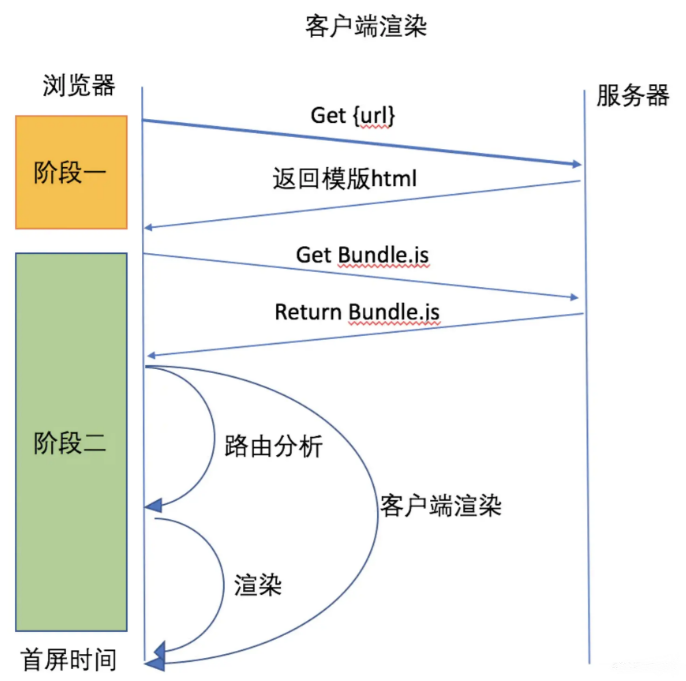 客户端渲染
浏览器
服务器
Get {url}
阶段一
返回模版html
Get Bundle.is
Return Bundle.is
阶段二
路由分析
客户端渲染
渲染
首屏时间